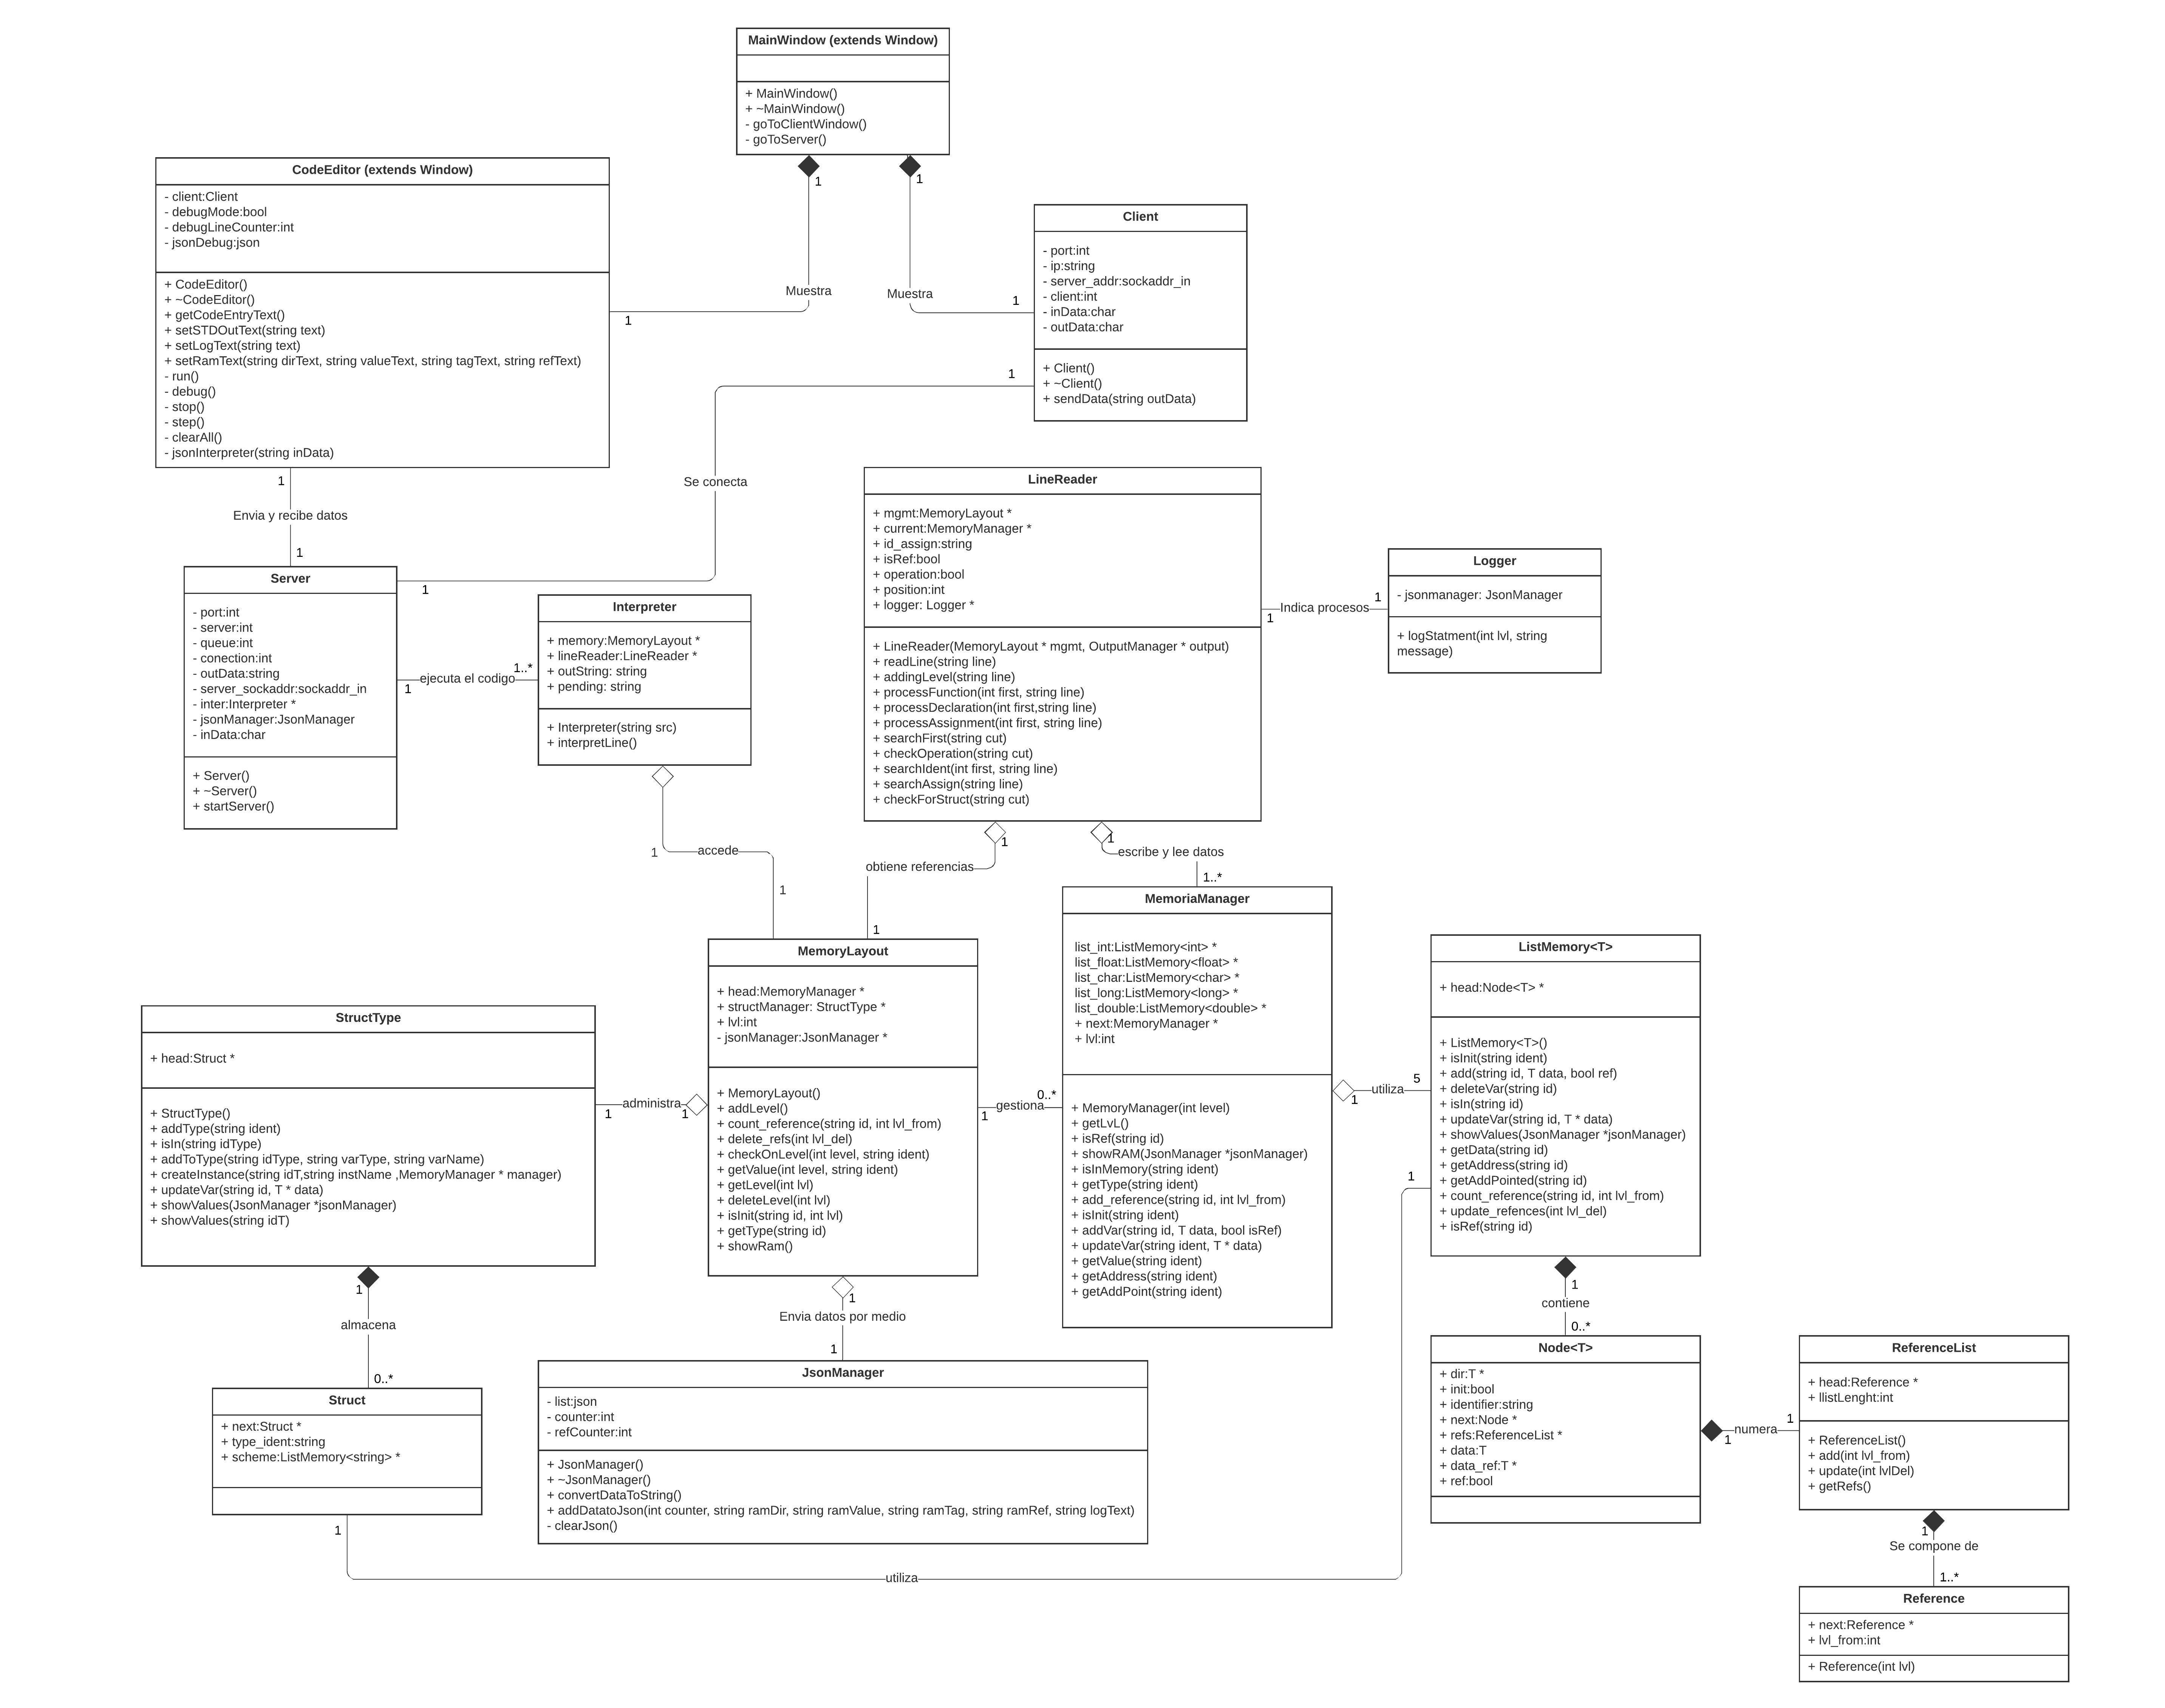 MainWindow (extends Window)
+ MainWindow()
+ ~MainWindow()
- goToClientWindow()
- goToServer()
1
1
Muestra
Muestra
1
1
CodeEditor (extends Window)
- client:Client
- debugMode:bool
- debugLineCounter:int
- jsonDebug:json
+ CodeEditor()
+ ~CodeEditor()
+ getCodeEntryText()
+ setSTDOutText(string text)
+ setLogText(string text)
+ setRamText(string dirText, string valueText, string tagText, string refText)
- run()
- debug()
- stop()
- step()
- clearAll()
- jsonInterpreter(string inData)
Client
- port:int
- ip:string
- server_addr:sockaddr_in
- client:int
- inData:char
- outData:char
+ Client()
+ ~Client()
+ sendData(string outData)
1
Se conecta
1
1
Envia y recibe datos
1
Server
- port:int
- server:int
- queue:int
- conection:int
- outData:string
- server_sockaddr:sockaddr_in
- inter:Interpreter *
- jsonManager:JsonManager
- inData:char
+ Server()
+ ~Server()
+ startServer()
1
ejecuta el codigo
1..*
Interpreter
+ memory:MemoryLayout *
+ lineReader:LineReader *
+ outString: string
+ pending: string
+ Interpreter(string src)
+ interpretLine()
1
accede
1
LineReader
+ mgmt:MemoryLayout *
+ current:MemoryManager *
+ id_assign:string
+ isRef:bool
+ operation:bool
+ position:int
+ logger: Logger *
+ LineReader(MemoryLayout * mgmt, OutputManager * output)
+ readLine(string line)
+ addingLevel(string line)
+ processFunction(int first, string line)
+ processDeclaration(int first,string line)
+ processAssignment(int first, string line)
+ searchFirst(string cut)
+ checkOperation(string cut)
+ searchIdent(int first, string line)
+ searchAssign(string line)
+ checkForStruct(string cut)
1
Indica procesos
1
Logger
- jsonmanager: JsonManager
+ logStatment(int lvl, string
message)
1
obtiene referencias
1
1
escribe y lee datos
1..*
MemoryLayout
+ head:MemoryManager *
+ structManager: StructType *
+ lvl:int
- jsonManager:JsonManager *
+ MemoryLayout()
+ addLevel()
+ count_reference(string id, int lvl_from)
+ delete_refs(int lvl_del)
+ checkOnLevel(int level, string ident)
+ getValue(int level, string ident)
+ getLevel(int lvl)
+ deleteLevel(int lvl)
+ isInit(string id, int lvl)
+ getType(string id)
+ showRam()
1
gestiona
0..*
MemoriaManager
list_int:ListMemory<int> *
list_float:ListMemory<float> *
list_char:ListMemory<char> *
list_long:ListMemory<long> *
list_double:ListMemory<double> *
+ next:MemoryManager *
+ lvl:int
+ MemoryManager(int level)
+ getLvL()
+ isRef(string id)
+ showRAM(JsonManager *jsonManager)
+ isInMemory(string ident)
+ getType(string ident)
+ add_reference(string id, int lvl_from)
+ isInit(string ident)
+ addVar(string id, T data, bool isRef)
+ updateVar(string ident, T * data)
+ getValue(string ident)
+ getAddress(string ident)
+ getAddPoint(string ident)
1
utiliza
5
ListMemory<T>
+ head:Node<T> *
+ ListMemory<T>()
+ isInit(string ident)
+ add(string id, T data, bool ref)
+ deleteVar(string id)
+ isIn(string id)
+ updateVar(string id, T * data)
+ showValues(JsonManager *jsonManager)
+ getData(string id)
+ getAddress(string id)
+ getAddPointed(string id)
+ count_reference(string id, int lvl_from)
+ update_refences(int lvl_del)
+ isRef(string id)
StructType
+ head:Struct *
+ StructType()
+ addType(string ident)
+ isIn(string idType)
+ addToType(string idType, string varType, string varName)
+ createInstance(string idT,string instName ,MemoryManager * manager)
+ updateVar(string id, T * data)
+ showValues(JsonManager *jsonManager)
+ showValues(string idT)
1
administra
1
1
almacena
0..*
Struct
+ next:Struct *
+ type_ident:string
+ scheme:ListMemory<string> *
1
utiliza
1
1
Envia datos por medio
1
JsonManager
- list:json
- counter:int
- refCounter:int
+ JsonManager()
+ ~JsonManager()
+ convertDataToString()
+ addDatatoJson(int counter, string ramDir, string ramValue, string ramTag, string ramRef, string logText)
- clearJson()
1
contiene
0..*
Node<T>
+ dir:T *
+ init:bool
+ identifier:string
+ next:Node *
+ refs:ReferenceList *
+ data:T
+ data_ref:T *
+ ref:bool
1
numera
1
ReferenceList
+ head:Reference *
+ llistLenght:int
+ ReferenceList()
+ add(int lvl_from)
+ update(int lvlDel)
+ getRefs()
1
Se compone de
1..*
Reference
+ next:Reference *
+ lvl_from:int
+ Reference(int lvl)